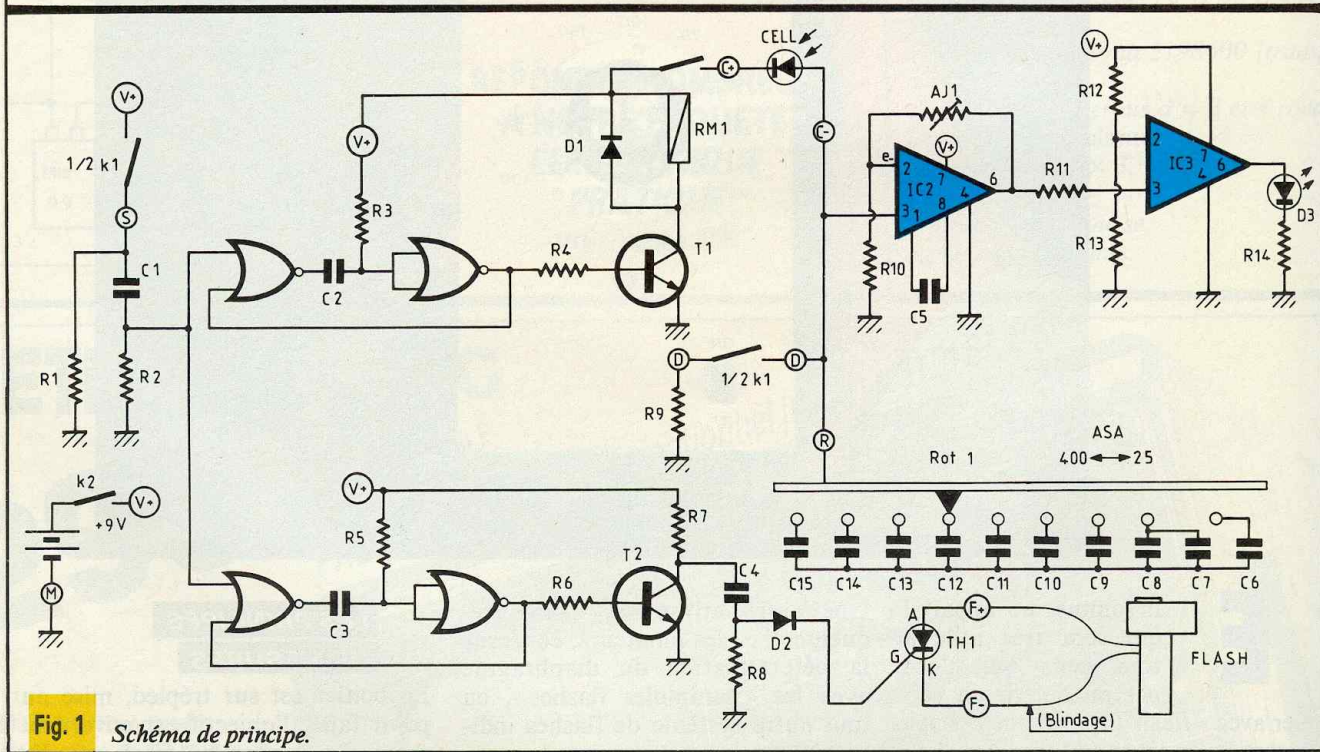 V+
1/2 k1
S
C1
R1
R2
k2
V+
+9V
M
V+
R3
C2
R4
T1
D1
RM1
C+
CELL
C-
D
1/2 k1
D
R9
R
V+
R5
C3
R6
T2
R7
C4
R8
D2
AJ1
e-
2
V+
7
IC2
6
3
1
8
4
R10
C5
R11
V+
R12
2
7
IC3
6
4
3
R13
D3
R14
Rot 1
ASA
400 ↔ 25
C15
C14
C13
C12
C11
C10
C9
C8
C7
C6
A
F+
TH1
G
K
F-
FLASH
(Blindage)
Fig. 1 Schéma de principe.